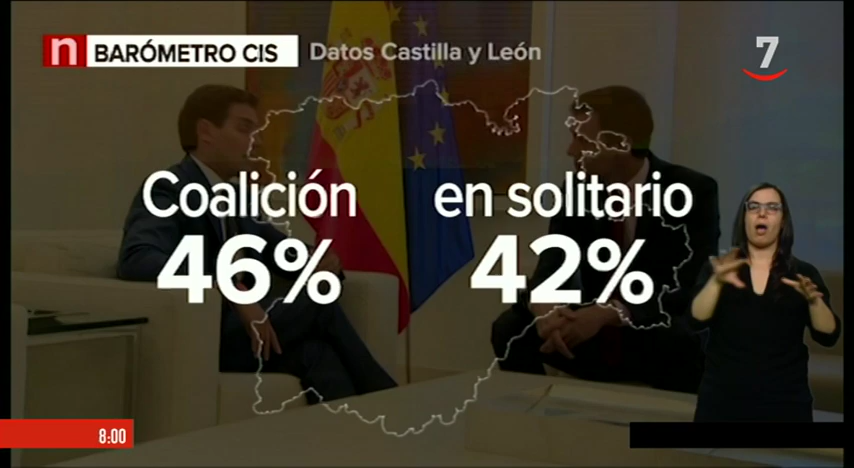 n BARÓMETRO CIS Datos Castilla y León
7
Coalición en solitario
46% 42%
8:00